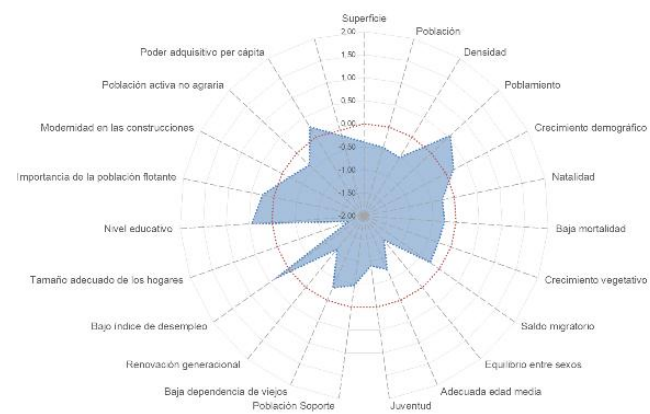 Superficie
Población
Densidad
Poblamiento
Crecimiento demográfico
Natalidad
Baja mortalidad
Crecimiento vegetativo
Saldo migratorio
Equilibrio entre sexos
Adecuada edad media
Juventud
Población Soporte
Baja dependencia de viejos
Renovación generacional
Bajo índice de desempleo
Tamaño adecuado de los hogares
Nivel educativo
Importancia de la población flotante
Modernidad en las construcciones
Población activa no agraria
Poder adquisitivo per cápita
2,00
1,50
1,00
0,50
0,00
-0,50
-1,00
-1,50
-2,00